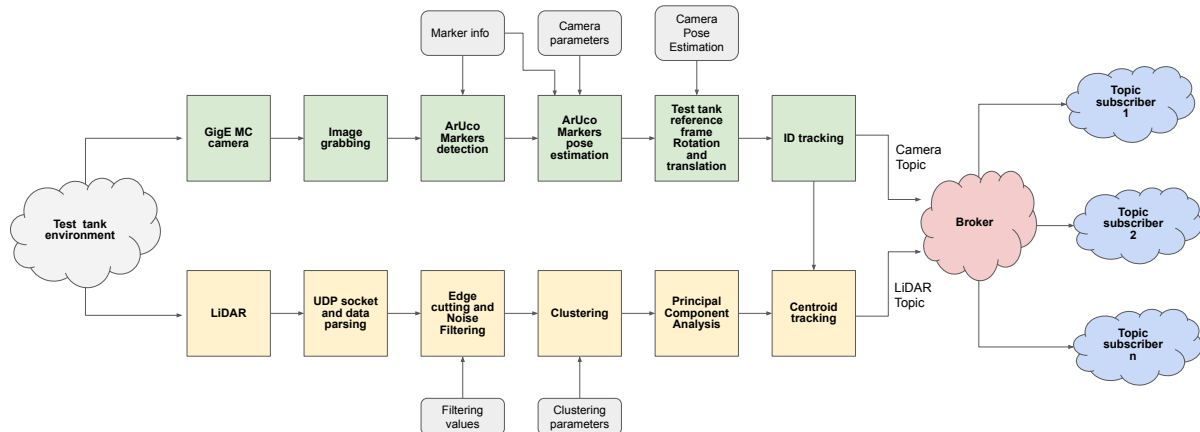 Marker info
Camera
parameters
Camera
Pose
Estimation
GigE MC
camera
Image
grabbing
ArUco
Markers
detection
ArUco
Markers
pose
estimation
Test tank
reference
frame
Rotation
and
translation
ID tracking
Camera
Topic
Test tank
environment
Broker
Topic
subscriber
1
Topic
subscriber
2
Topic
subscriber
n
LiDAR
UDP socket
and data
parsing
Edge
cutting and
Noise
Filtering
Clustering
Principal
Component
Analysis
Centroid
tracking
LiDAR
Topic
Filtering
values
Clustering
parameters